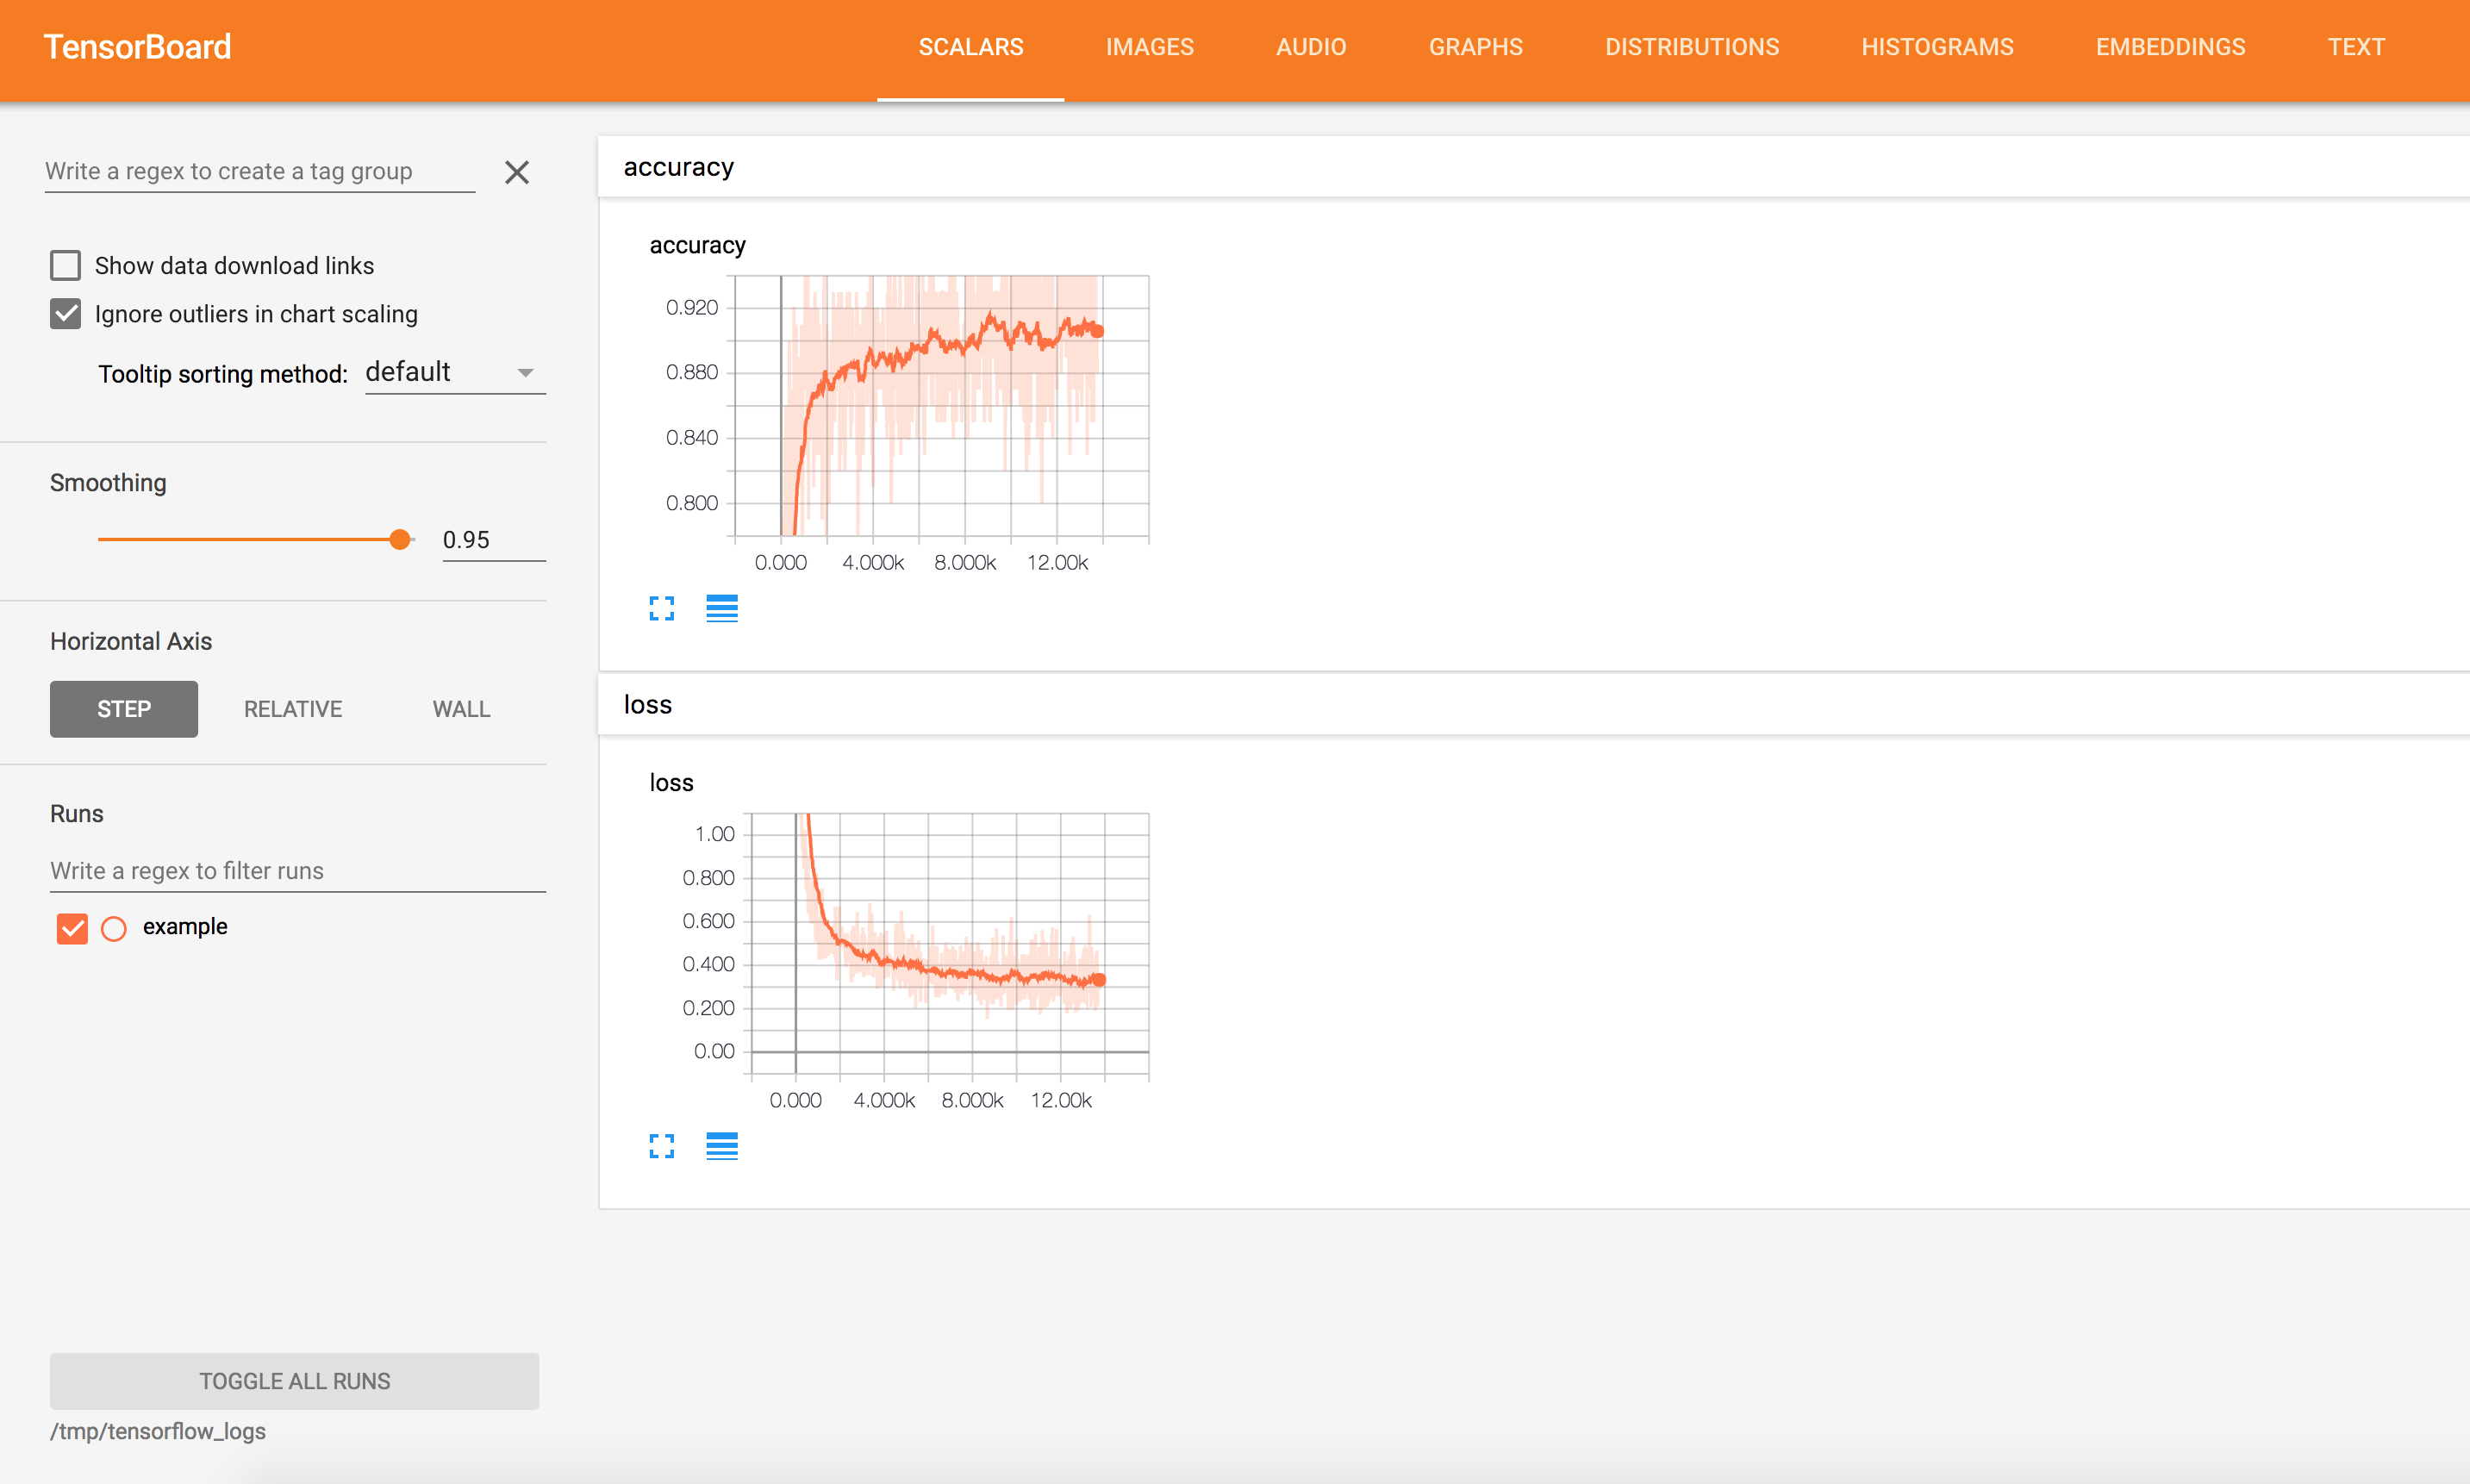 TensorBoard
SCALARS IMAGES AUDIO GRAPHS DISTRIBUTIONS HISTOGRAMS EMBEDDINGS TEXT
Write a regex to create a tag group
Show data download links
Ignore outliers in chart scaling
Tooltip sorting method: default
Smoothing
0.95
Horizontal Axis
STEP RELATIVE WALL
Runs
Write a regex to filter runs
example
TOGGLE ALL RUNS
/tmp/tensorflow_logs
accuracy
accuracy
0.920
0.880
0.840
0.800
0.000 4.000k 8.000k 12.00k
loss
loss
1.00
0.800
0.600
0.400
0.200
0.00
0.000 4.000k 8.000k 12.00k